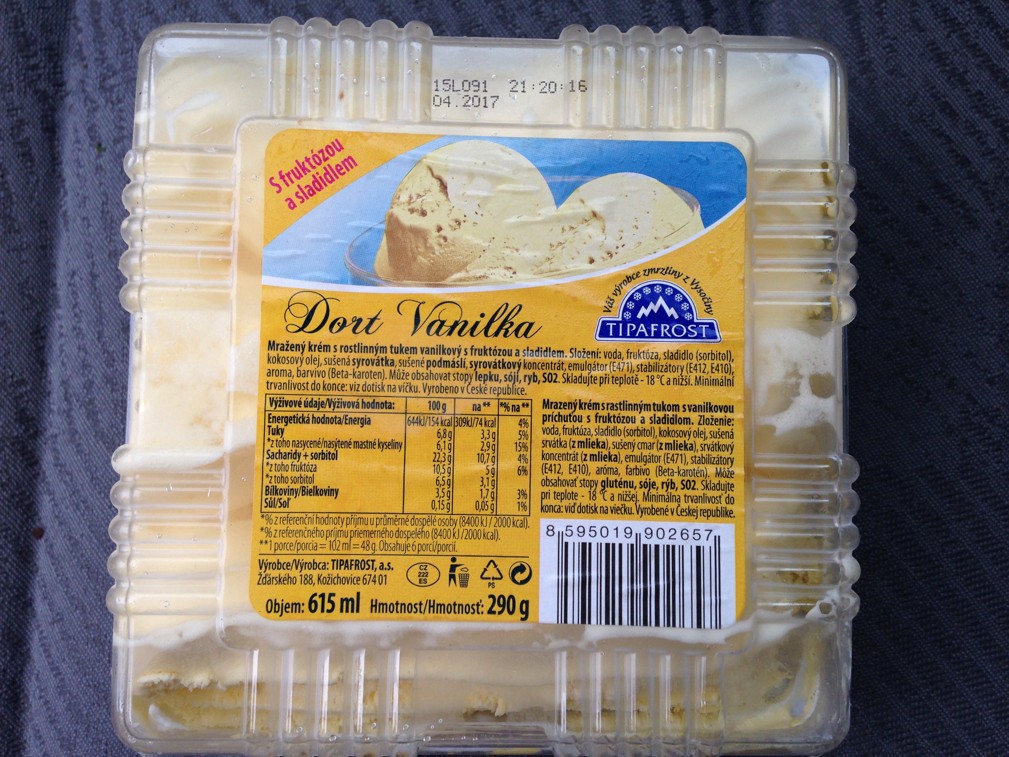 15L091 21:20:16
04.2017
S fruktózou
a sladidlem
Váš výrobce zmrzliny z Vysočiny
TIPAFROST
Dort Vanilka
Mražený krém s rostlinným tukem vanilkový s fruktózou a sladidlem. Složení: voda, fruktóza, sladidlo (sorbitol),
kokosový olej, sušená syrovátka, sušené podmáslí, syrovátkový koncentrát, emulgátor (E471), stabilizátory (E412, E410),
aroma, barvivo (Beta-karoten). Může obsahovat stopy lepku, sójí, ryb, SO2. Skladujte při teplotě - 18 °C a nižší. Minimální
trvanlivost do konce: viz dotisk na víčku. Vyrobeno v České republice.
Výživové údaje/Výživová hodnota: 100 g na ** *% na **
Energetická hodnota/Energia 644kJ/154 kcal 309kJ/74 kcal 4%
Tuky 6,8 g 3,3 g 5%
*z toho nasycené/nasýtené mastné kyseliny 6,1 g 2,9 g 15%
Sacharidy + sorbitol 22,3 g 10,7 g 4%
*z toho fruktóza 10,5 g 5 g 6%
*z toho sorbitol 6,5 g 3,1 g
Bílkoviny/Bielkoviny 3,5 g 1,7 g 3%
Sůl/Soľ 0,15 g 0,05 g 1%
*% z referenční hodnoty příjmu u průměrné dospělé osoby (8400 kJ / 2000 kcal).
*% z referenčného príjmu priemerného dospelého (8400 kJ /2000 kcal).
**1 porce/porcia = 102 ml = 48 g. Obsahuje 6 porcí/porcií.
Mrazený krém s rastlinným tukom s vanilkovou
príchuťou s fruktózou a sladidlom. Zloženie:
voda, fruktóza, sladidlo (sorbitol), kokosový olej, sušená
srvátka (z mlieka), sušený cmar (z mlieka), srvátkový
koncentrát (z mlieka), emulgátor (E471), stabilizátory
(E412, E410), aróma, farbivo (Beta-karotén). Môže
obsahovať stopy gluténu, sóje, rýb, SO2. Skladujte
pri teplote - 18 °C a nižšej. Minimálna trvanlivosť do
konca: viď dotisk na viečku. Vyrobené v Českej republike.
Výrobce/Výrobca: TIPAFROST, a.s.
Žďárského 188, Kožichovice 674 01
CZ
222
ES
PS
Objem: 615 ml Hmotnost/Hmotnosť: 290 g
8 595019 902657